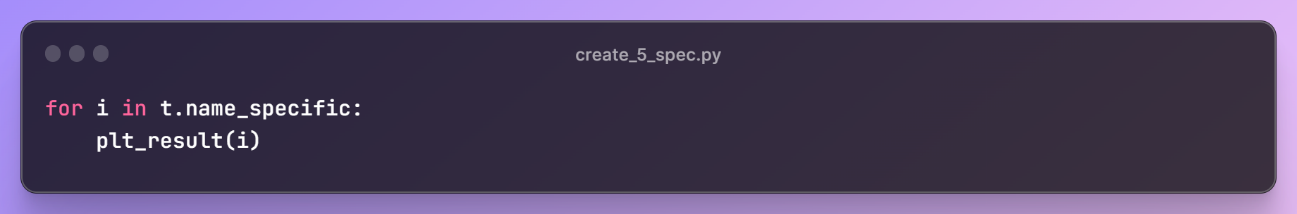 create_5_spec.py
for i in t.name_specific:
    plt_result(i)